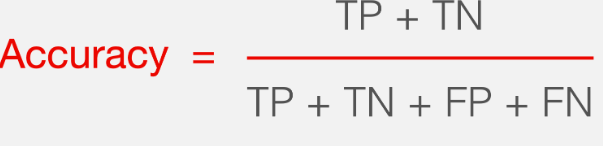 TP + TN
Accuracy =
TP + TN + FP + FN